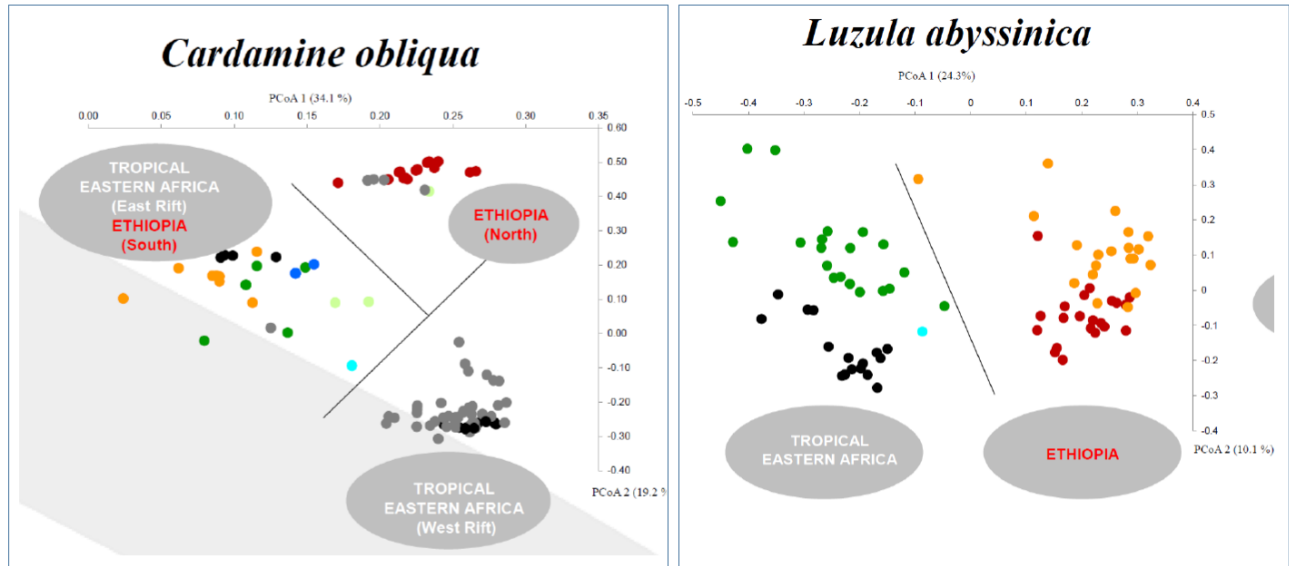 Cardamine obliqua
PCoA 1 (34.1 %)
0.00 0.05 0.10 0.15 0.20 0.25 0.30 0.35
0.60
0.50
0.40
0.30
0.20
0.10
0.00
-0.10
-0.20
-0.30
-0.40
PCoA 2 (19.2 %
TROPICAL
EASTERN AFRICA
(East Rift)
ETHIOPIA
(South)
ETHIOPIA
(North)
TROPICAL
EASTERN AFRICA
(West Rift)
Luzula abyssinica
PCoA 1 (24.3%)
-0.5 -0.4 -0.3 -0.2 -0.1 0 0.1 0.2 0.3 0.4
0.5
0.4
0.3
0.2
0.1
0
-0.1
-0.2
-0.3
-0.4
PCoA 2 (10.1 %)
TROPICAL
EASTERN AFRICA
ETHIOPIA